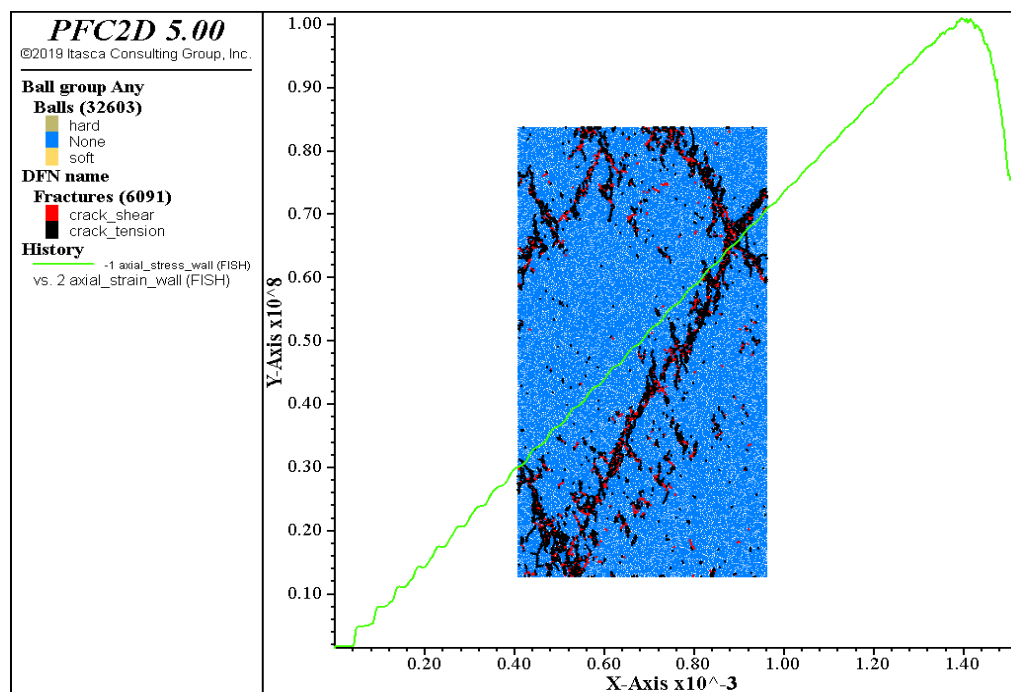 PFC2D 5.00
©2019 Itasca Consulting Group, Inc.
Ball group Any
Balls (32603)
hard
None
soft
DFN name
Fractures (6091)
crack_shear
crack_tension
History
-1 axial_stress_wall (FISH)
vs. 2 axial_strain_wall (FISH)
Y-Axis x10^8
1.00
0.90
0.80
0.70
0.60
0.50
0.40
0.30
0.20
0.10
0.20 0.40 0.60 0.80 1.00 1.20 1.40
X-Axis x10^-3